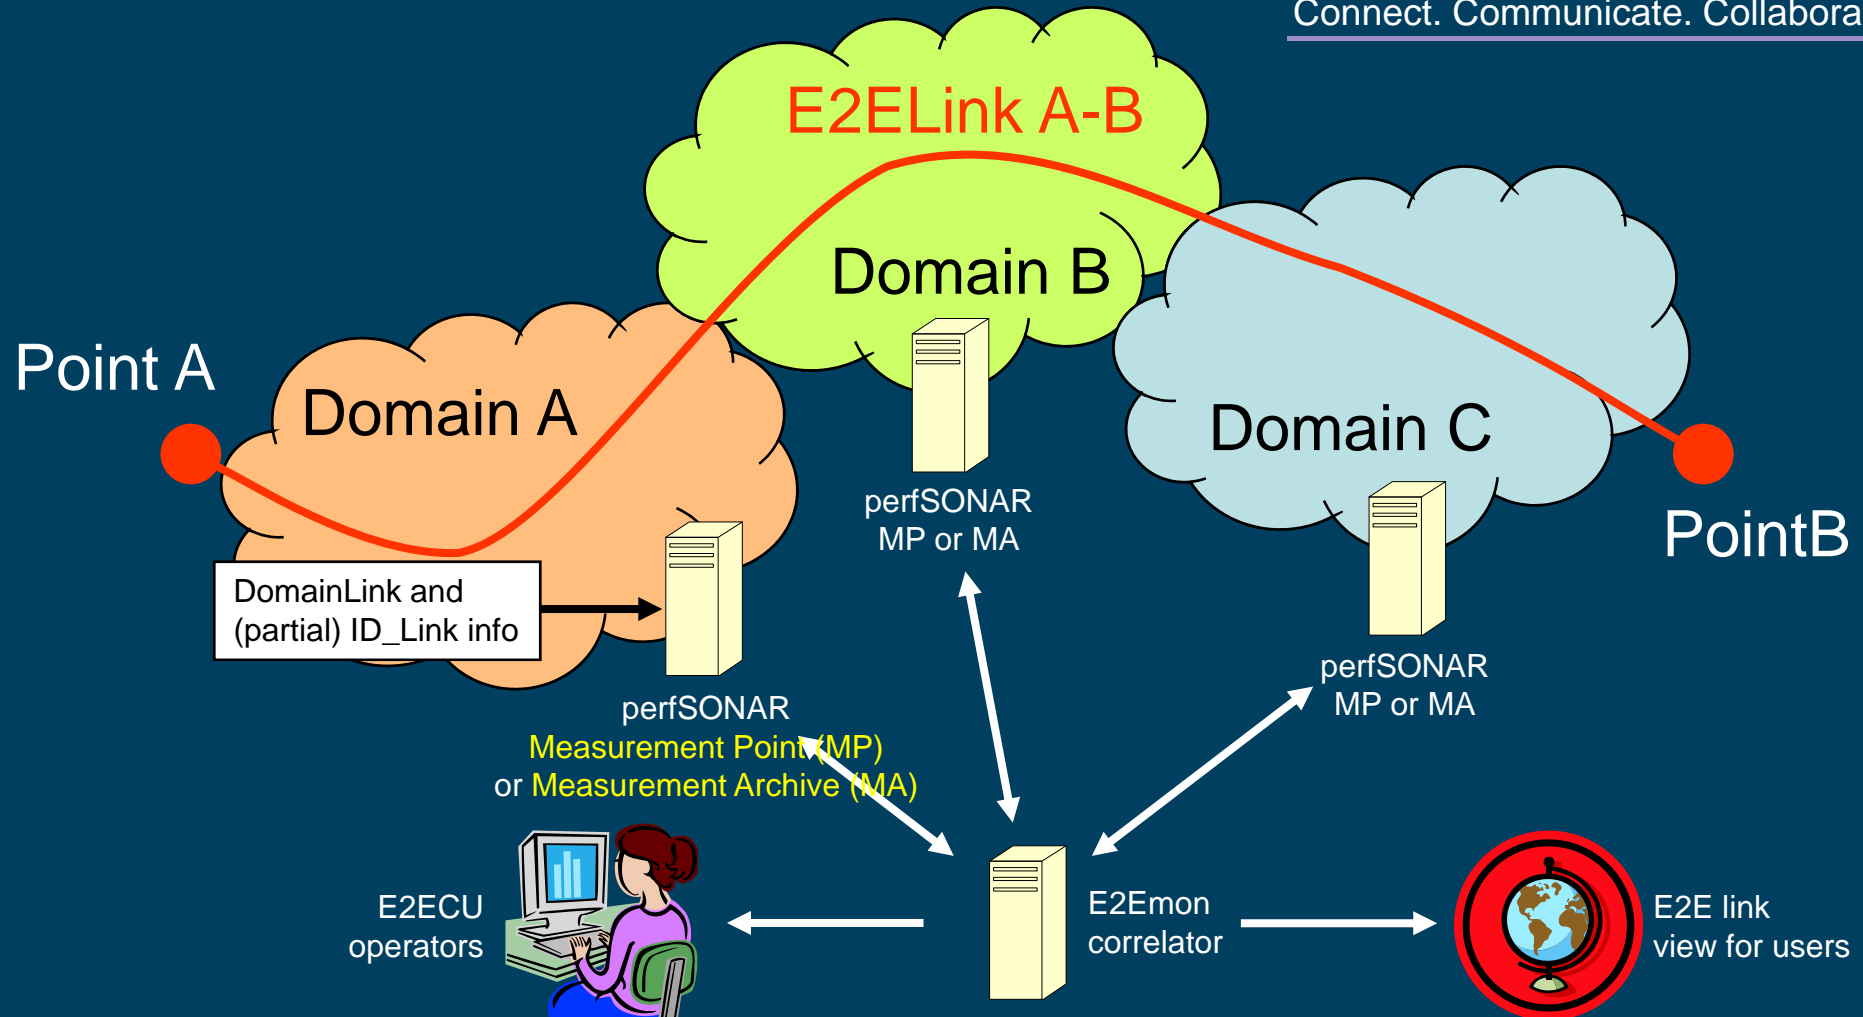 Connect. Communicate. Collabora
E2ELink A-B
Domain B
Point A
Domain A
Domain C
perfSONAR
MP or MA
PointB
DomainLink and
(partial) ID_Link info
perfSONAR
MP or MA
perfSONAR
Measurement Point (MP)
or Measurement Archive (MA)
E2ECU
operators
E2Emon
correlator
E2E link
view for users